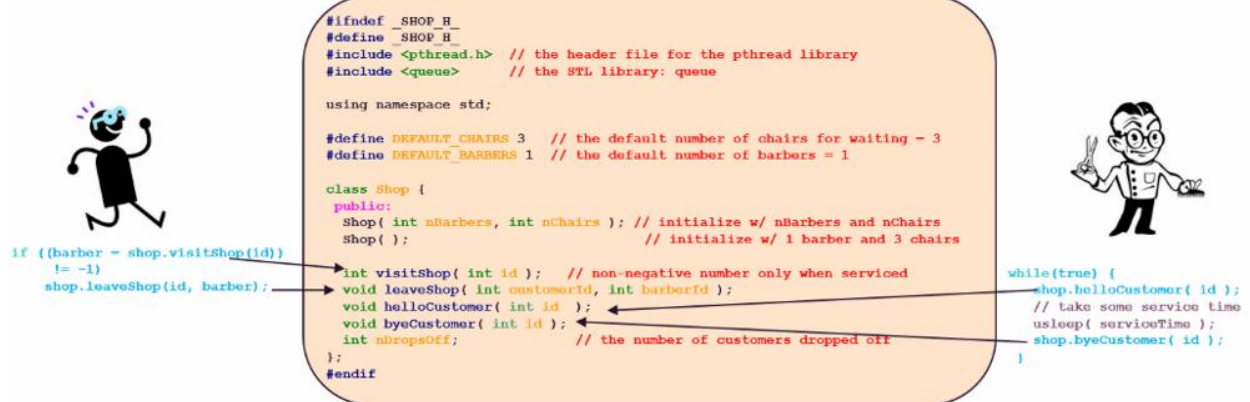 #ifndef _SHOP_H_
#define _SHOP_H_
#include <pthread.h> // the header file for the pthread library
#include <queue> // the STL library: queue
using namespace std;
#define DEFAULT_CHAIRS 3 // the default number of chairs for waiting = 3
#define DEFAULT_BARBERS 1 // the default number of barbers = 1
class Shop {
public:
Shop( int nBarbers, int nChairs ); // initialize w/ nBarbers and nChairs
Shop( ); // initialize w/ 1 barber and 3 chairs
int visitShop( int id ); // non-negative number only when serviced
void leaveShop( int customerId, int barberId );
void helloCustomer( int id );
void byeCustomer( int id );
int nDropsOff; // the number of customers dropped off
};
#endif
if ((barber = shop.visitShop(id))
!= -1)
shop.leaveShop(id, barber);
while(true) {
shop.helloCustomer( id );
// take some service time
usleep( serviceTime );
shop.byeCustomer( id );
}